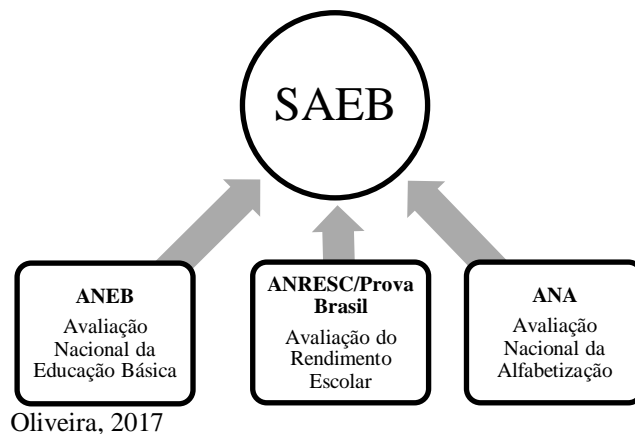 SAEB
ANEB
Avaliação
Nacional da
Educação Básica
ANRESC/Prova
Brasil
Avaliação do
Rendimento
Escolar
ANA
Avaliação
Nacional da
Alfabetização
Oliveira, 2017